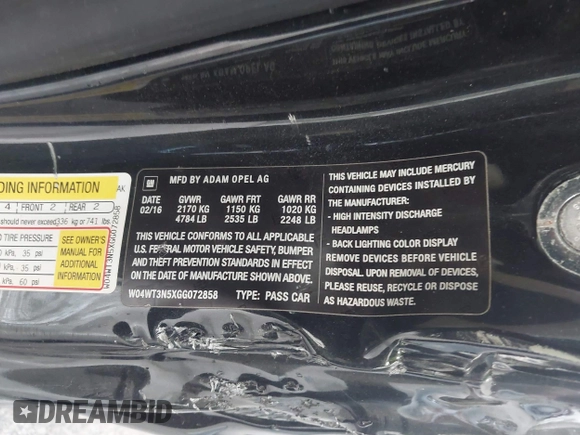 DING INFORMATION
4 FRONT 2 REAR 2
should never exceed 336 kg or 741 lbs.
TIRE PRESSURE
kPa, 35 psi
kPa, 35 psi
kPa, 60 psi
SEE OWNER'S
MANUAL FOR
ADDITIONAL
INFORMATION
W04WT3N5XGG072858
GM
MFD BY ADAM OPEL AG
DATE GVWR GAWR FRT GAWR RR
02/16 2170 KG 1150 KG 1020 KG
4784 LB 2535 LB 2248 LB
THIS VEHICLE CONFORMS TO ALL APPLICABLE
U.S. FEDERAL MOTOR VEHICLE SAFETY, BUMPER
AND THEFT PREVENTION STANDARDS IN EFFECT
ON THE DATE OF MANUFACTURE SHOWN ABOVE.
W04WT3N5XGG072858 TYPE: PASS CAR
THIS VEHICLE MAY INCLUDE MERCURY
CONTAINING DEVICES INSTALLED BY
THE MANUFACTURER:
- HIGH INTENSITY DISCHARGE
HEADLAMPS
- BACK LIGHTING COLOR DISPLAY
REMOVE DEVICES BEFORE VEHICLE
DISPOSAL. UPON REMOVAL OF DEVICES,
PLEASE REUSE, RECYCLE OR DISPOSE
AS HAZARDOUS WASTE.
DREAMBID